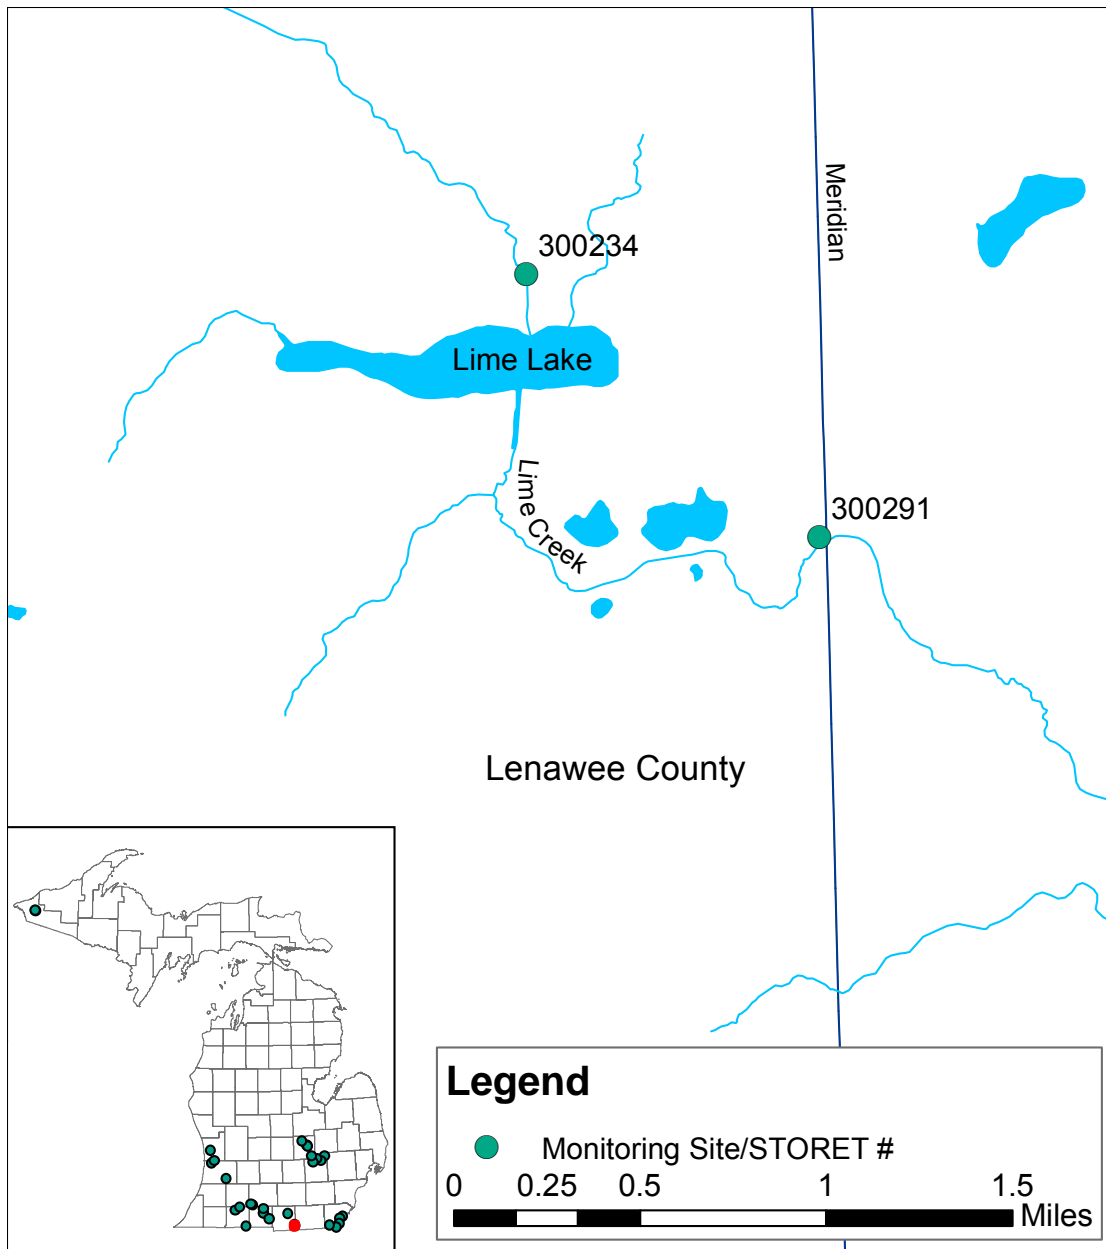 Meridian
300234
Lime Lake
Lime Creek
300291
Lenawee County
Legend
Monitoring Site/STORET #
0 0.25 0.5 1 1.5
Miles